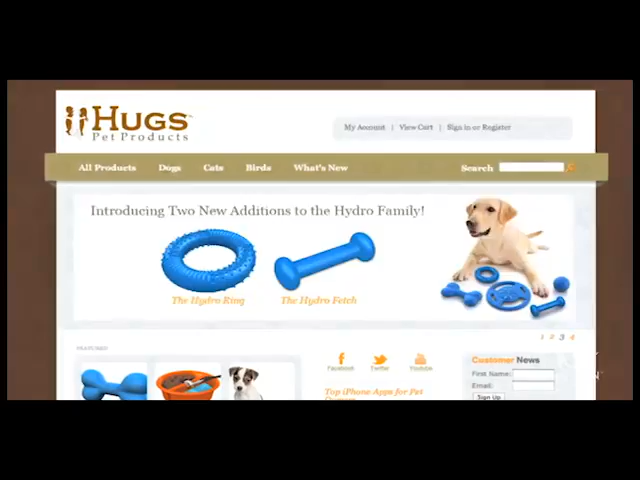 HUGS
Pet Products
My Account | View Cart | Sign in or Register
All Products Dogs Cats Birds What's New Search
Introducing Two New Additions to the Hydro Family!
The Hydro Ring The Hydro Fetch
1 2 3 4
FEATURED
Facebook Twitter Youtube
Customer News
First Name:
Email:
Sign Up
Top iPhone Apps for Pet